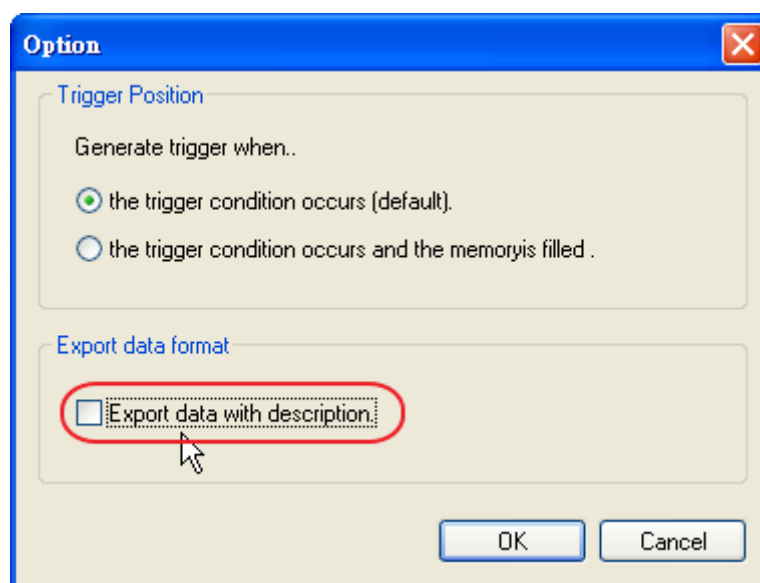 Option
Trigger Position
Generate trigger when..
the trigger condition occurs (default).
the trigger condition occurs and the memoryis filled .
Export data format
Export data with description.
OK
Cancel